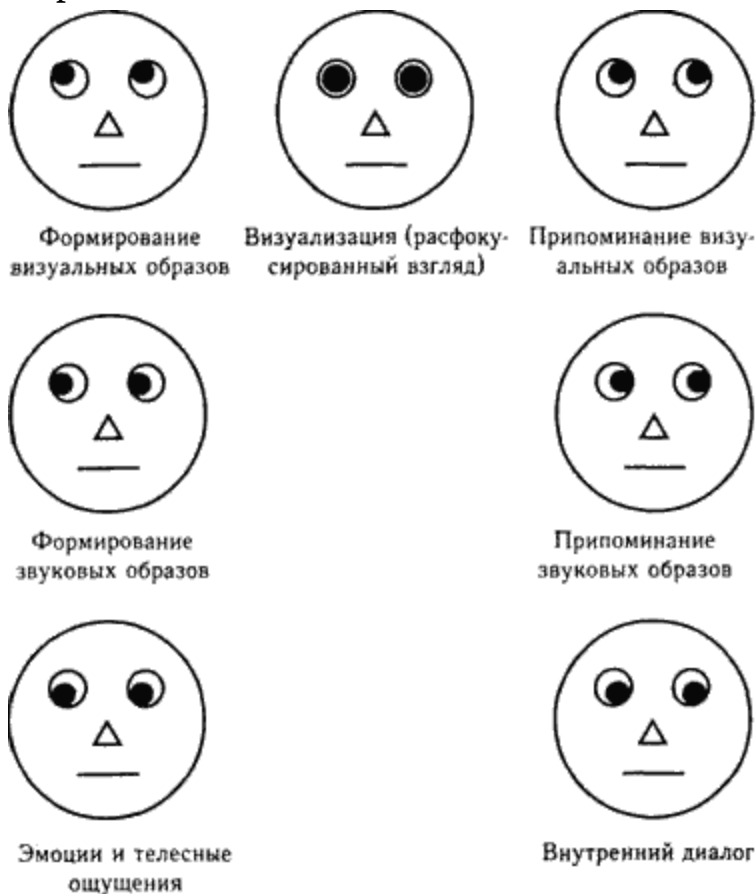 Формирование
визуальных образов
Визуализация (расфоку-
сированный взгляд)
Припоминание визу-
альных образов
Формирование
звуковых образов
Припоминание
звуковых образов
Эмоции и телесные
ощущения
Внутренний диалог